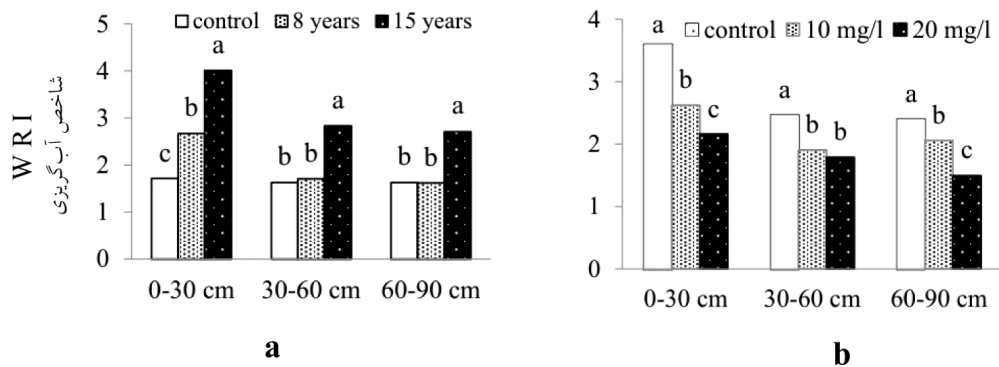 control 8 years 15 years
5
4
3
2
1
0
W R I
شاخص آب‌گریزی
c b a
b b a
b b a
0-30 cm 30-60 cm 60-90 cm
a
control 10 mg/l 20 mg/l
4
3
2
1
0
a b c
a b b
a b c
0-30 cm 30-60 cm 60-90 cm
b